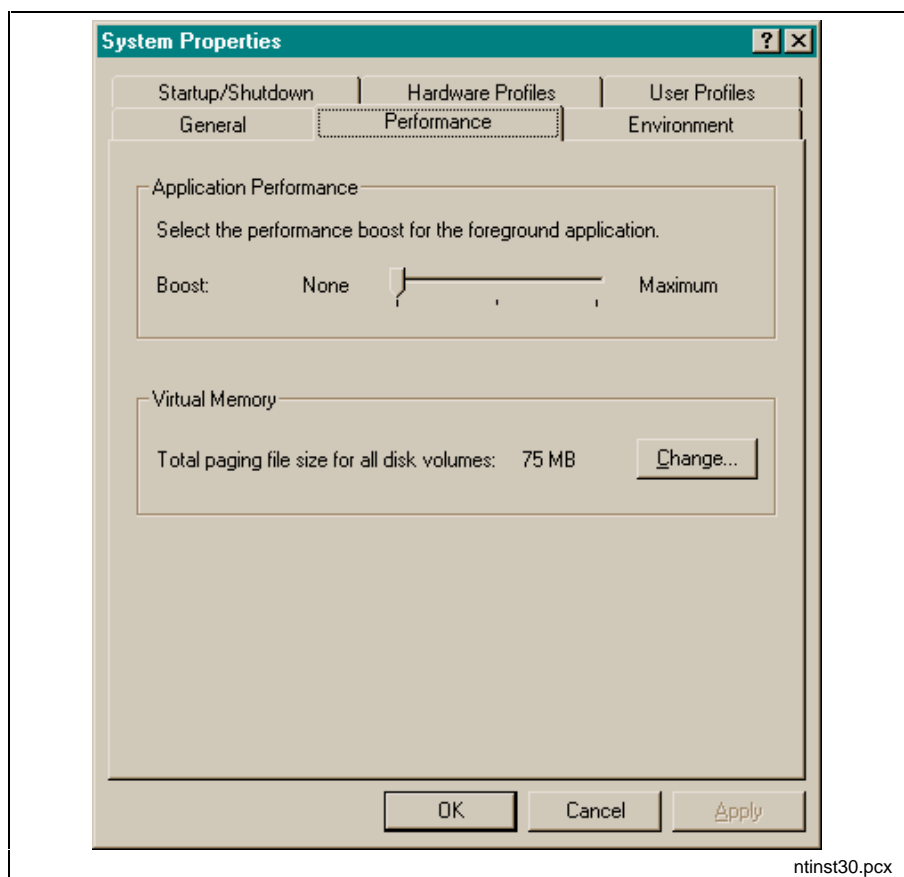 System Properties
Startup/Shutdown Hardware Profiles User Profiles
General Performance Environment
Application Performance
Select the performance boost for the foreground application.
Boost: None Maximum
Virtual Memory
Total paging file size for all disk volumes: 75 MB Change...
OK Cancel Apply
ntinst30.pcx